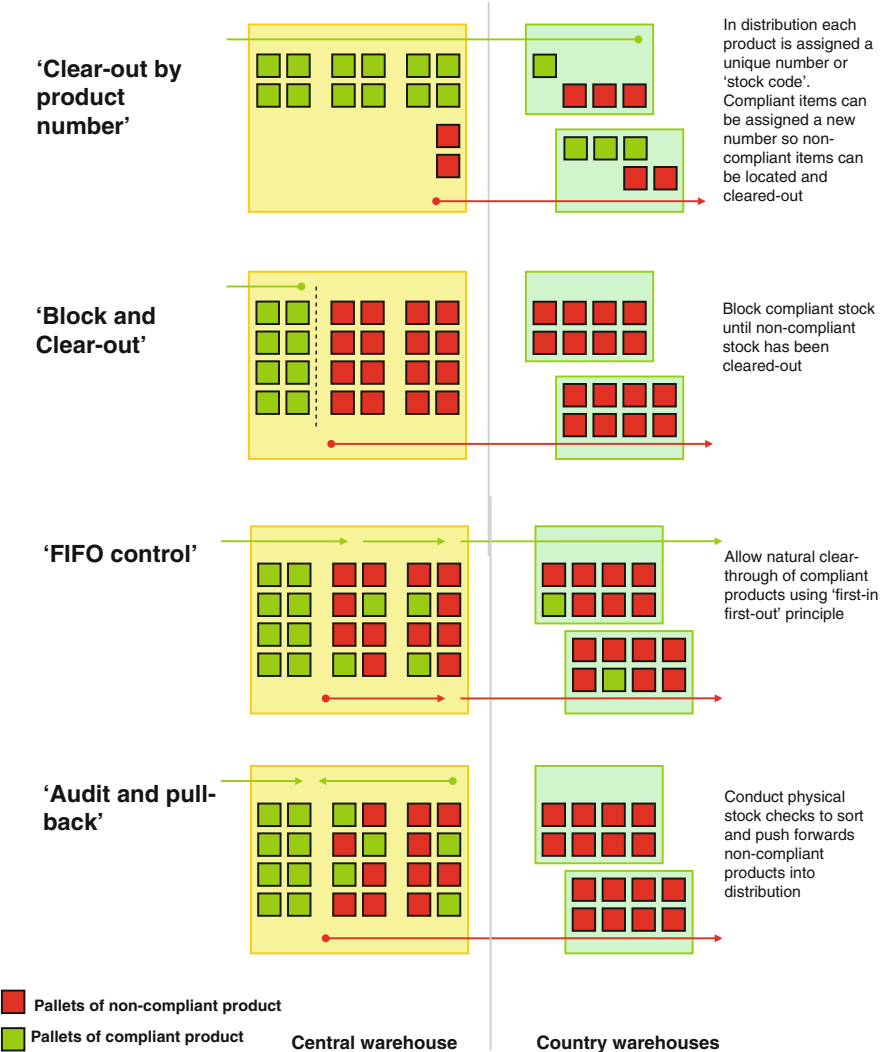 ‘Clear-out by
product
number’
In distribution each
product is assigned a
unique number or
‘stock code’.
Compliant items can
be assigned a new
number so non-
compliant items can
be located and
cleared-out
‘Block and
Clear-out’
Block compliant stock
until non-compliant
stock has been
cleared-out
‘FIFO control’
Allow natural clear-
through of compliant
products using ‘first-in
first-out’ principle
‘Audit and pull-
back’
Conduct physical
stock checks to sort
and push forwards
non-compliant
products into
distribution
Pallets of non-compliant product
Pallets of compliant product
Central warehouse
Country warehouses